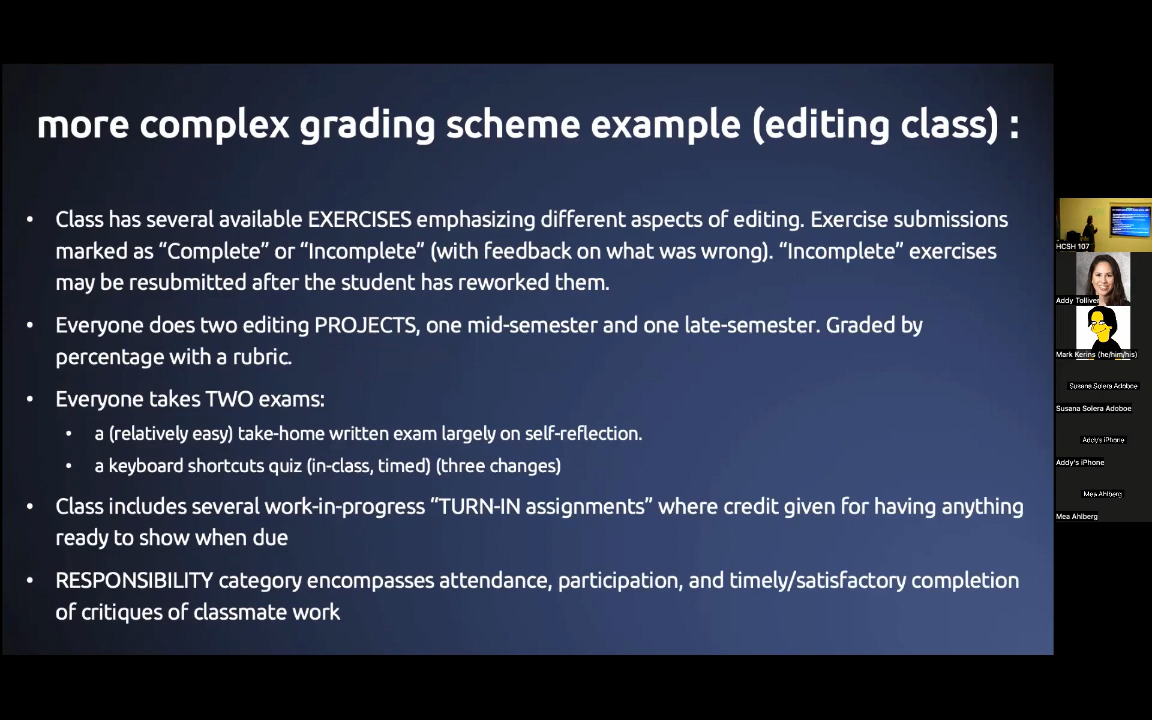 more complex grading scheme example (editing class) :
• Class has several available EXERCISES emphasizing different aspects of editing. Exercise submissions
marked as “Complete” or “Incomplete” (with feedback on what was wrong). “Incomplete” exercises
may be resubmitted after the student has reworked them.
• Everyone does two editing PROJECTS, one mid-semester and one late-semester. Graded by
percentage with a rubric.
• Everyone takes TWO exams:
• a (relatively easy) take-home written exam largely on self-reflection.
• a keyboard shortcuts quiz (in-class, timed) (three changes)
• Class includes several work-in-progress “TURN-IN assignments” where credit given for having anything
ready to show when due
• RESPONSIBILITY category encompasses attendance, participation, and timely/satisfactory completion
of critiques of classmate work
HCSH 107
Addy Tolliver
Mark Kerins (he/him/his)
Susana Solera Adoboe
Susana Solera Adoboe
Addy's iPhone
Addy's iPhone
Mea Ahlberg
Mea Ahlberg